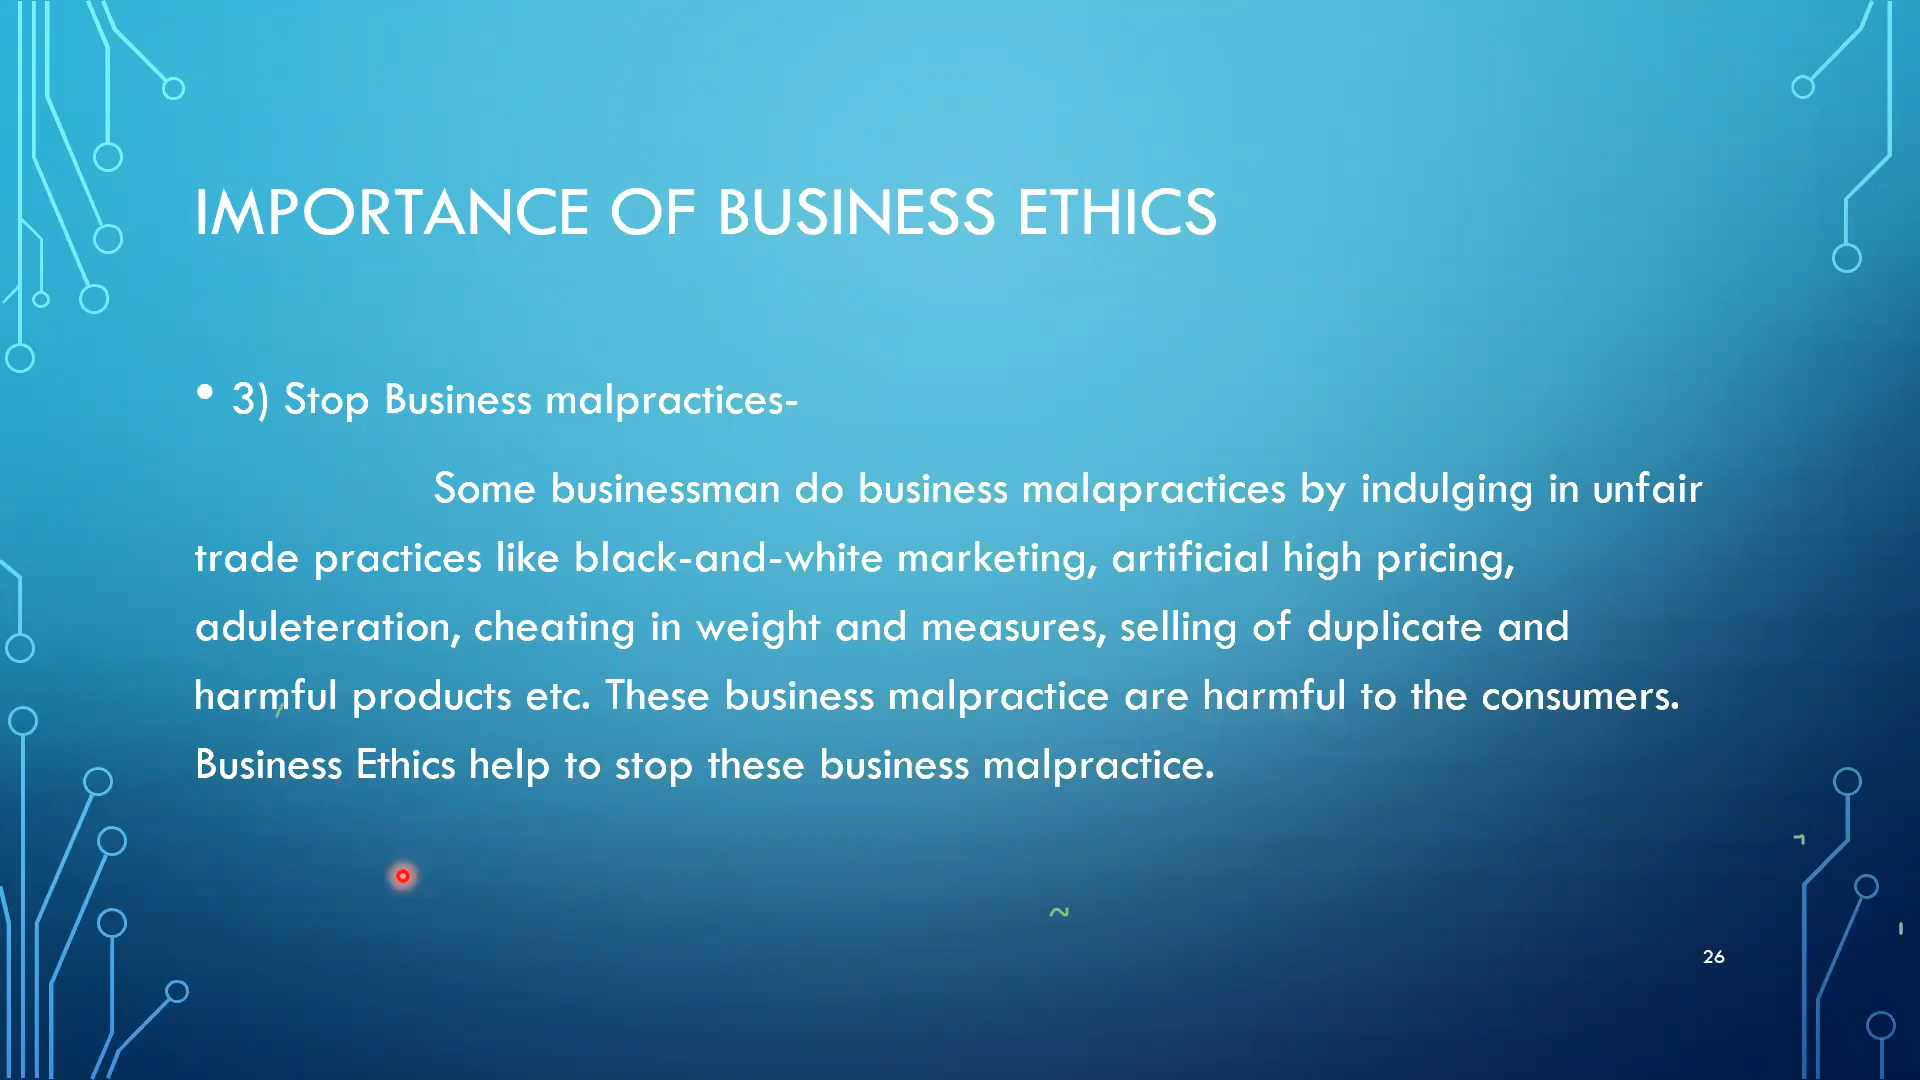 IMPORTANCE OF BUSINESS ETHICS
• 3) Stop Business malpractices-
Some businessman do business malapractices by indulging in unfair
trade practices like black-and-white marketing, artificial high pricing,
aduleteration, cheating in weight and measures, selling of duplicate and
harmful products etc. These business malpractice are harmful to the consumers.
Business Ethics help to stop these business malpractice.
26